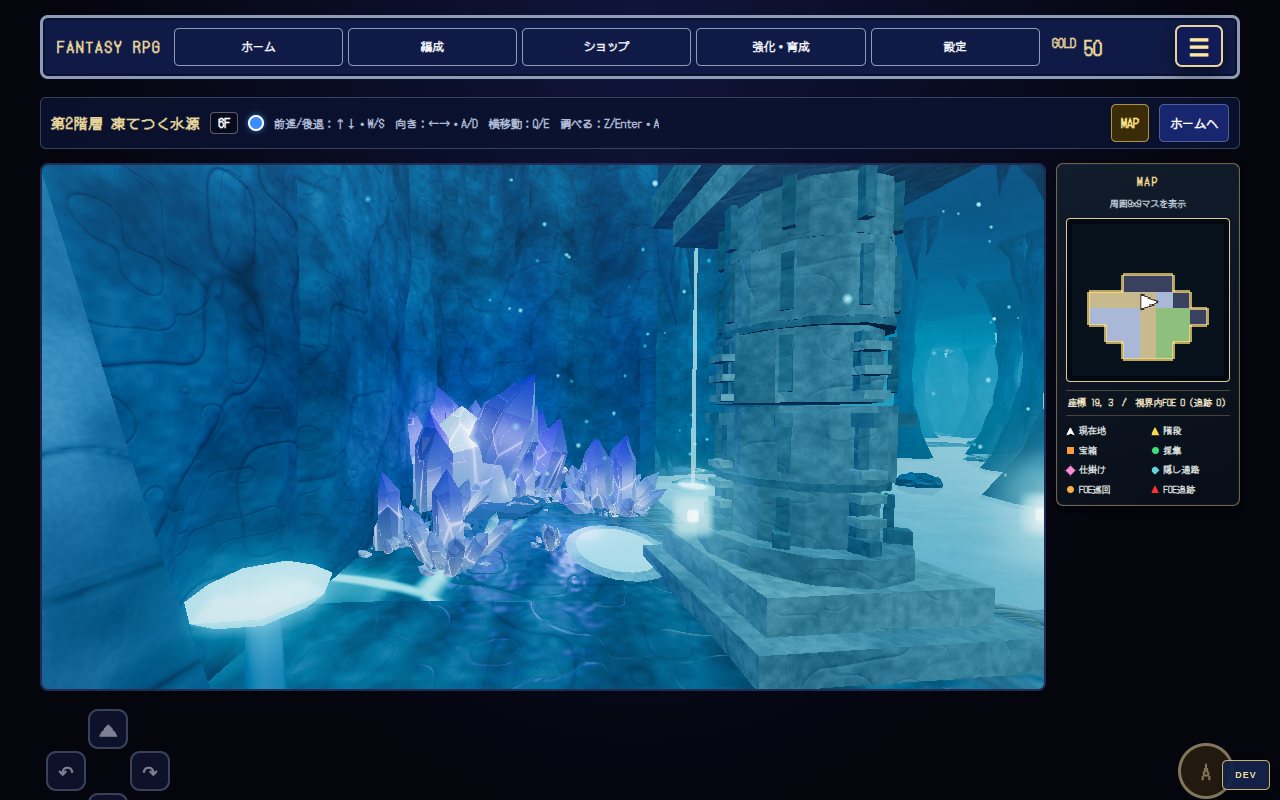 FANTASY RPG ホーム 編成 ショップ 強化・育成 設定 GOLD 50
第2階層 凍てつく水源 6F 前進/後退：↑↓・W/S 向き：←→・A/D 横移動：Q/E 調べる：Z/Enter・A MAP ホームへ
MAP
周囲9x9マスを表示
座標 19, 3 / 視界内FOE 0 (追跡 0)
現在地 階段
宝箱 採集
仕掛け 隠し通路
FOE巡回 FOE追跡
A
DEV